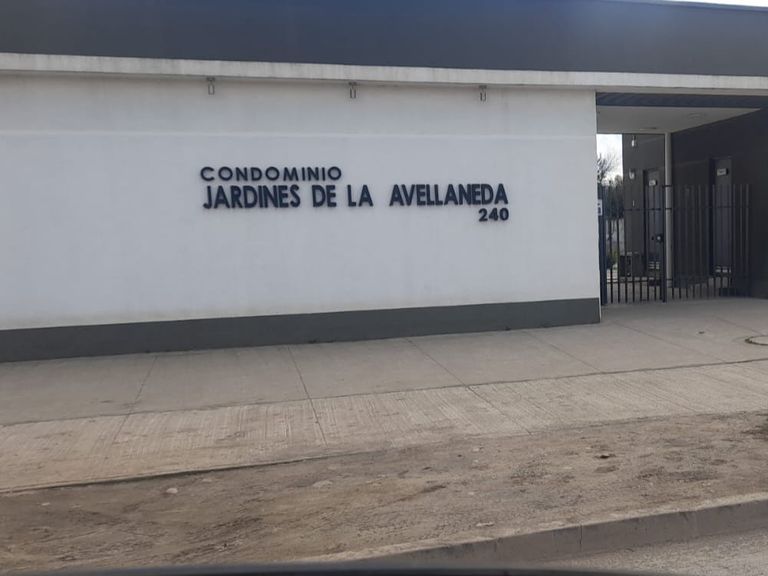 CONDOMINIO
JARDINES DE LA AVELLANEDA
240